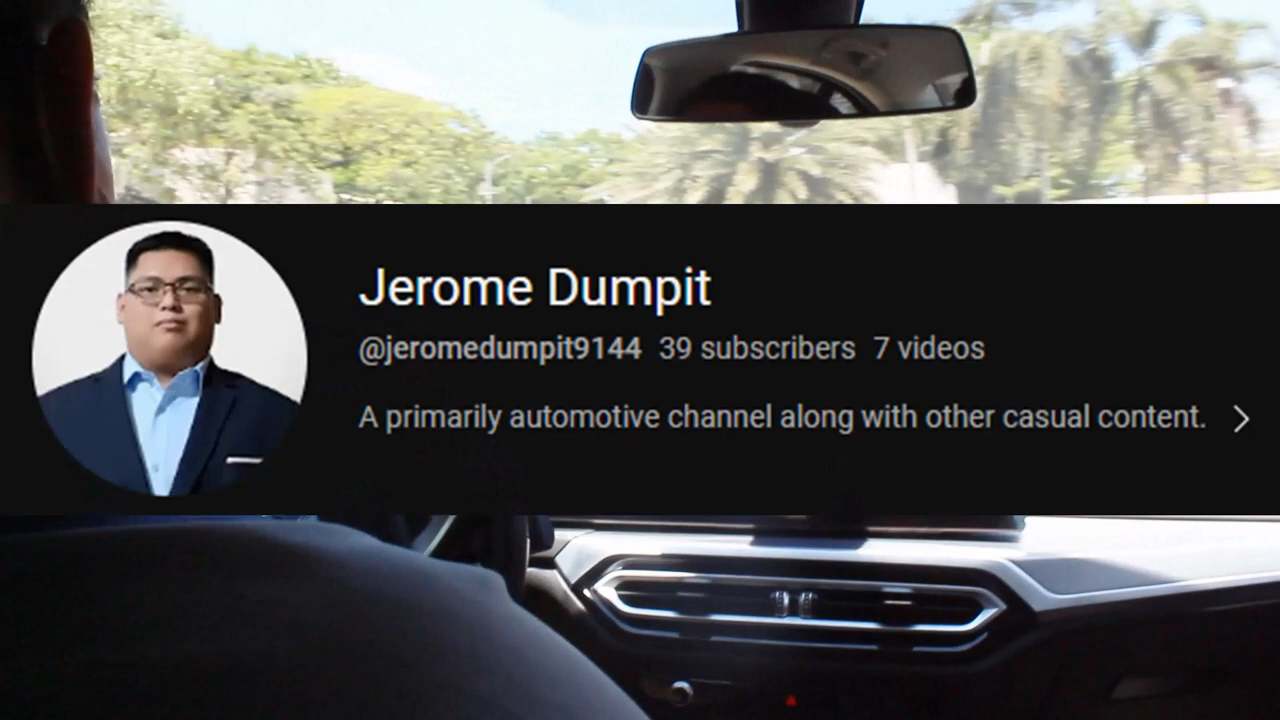 Jerome Dumpit
@jeromedumpit9144 39 subscribers 7 videos
A primarily automotive channel along with other casual content.